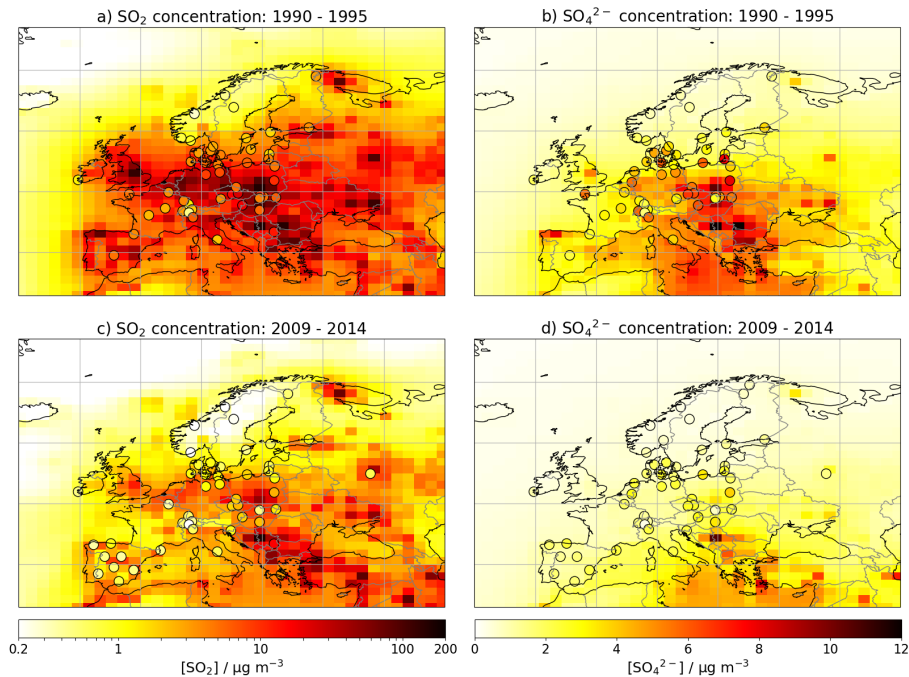 a) SO₂ concentration: 1990 - 1995
b) SO₄²⁻ concentration: 1990 - 1995
c) SO₂ concentration: 2009 - 2014
d) SO₄²⁻ concentration: 2009 - 2014
0.2 1 10 100 200
[SO₂] / μg m⁻³
0 2 4 6 8 10 12
[SO₄²⁻] / μg m⁻³